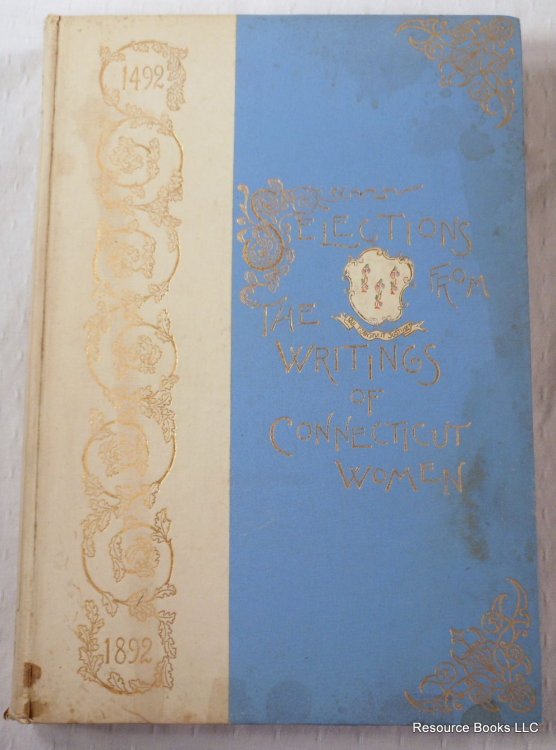 1492
SELECTIONS
FROM
THE
WRITINGS
OF
CONNECTICUT
WOMEN
1892
Resource Books LLC